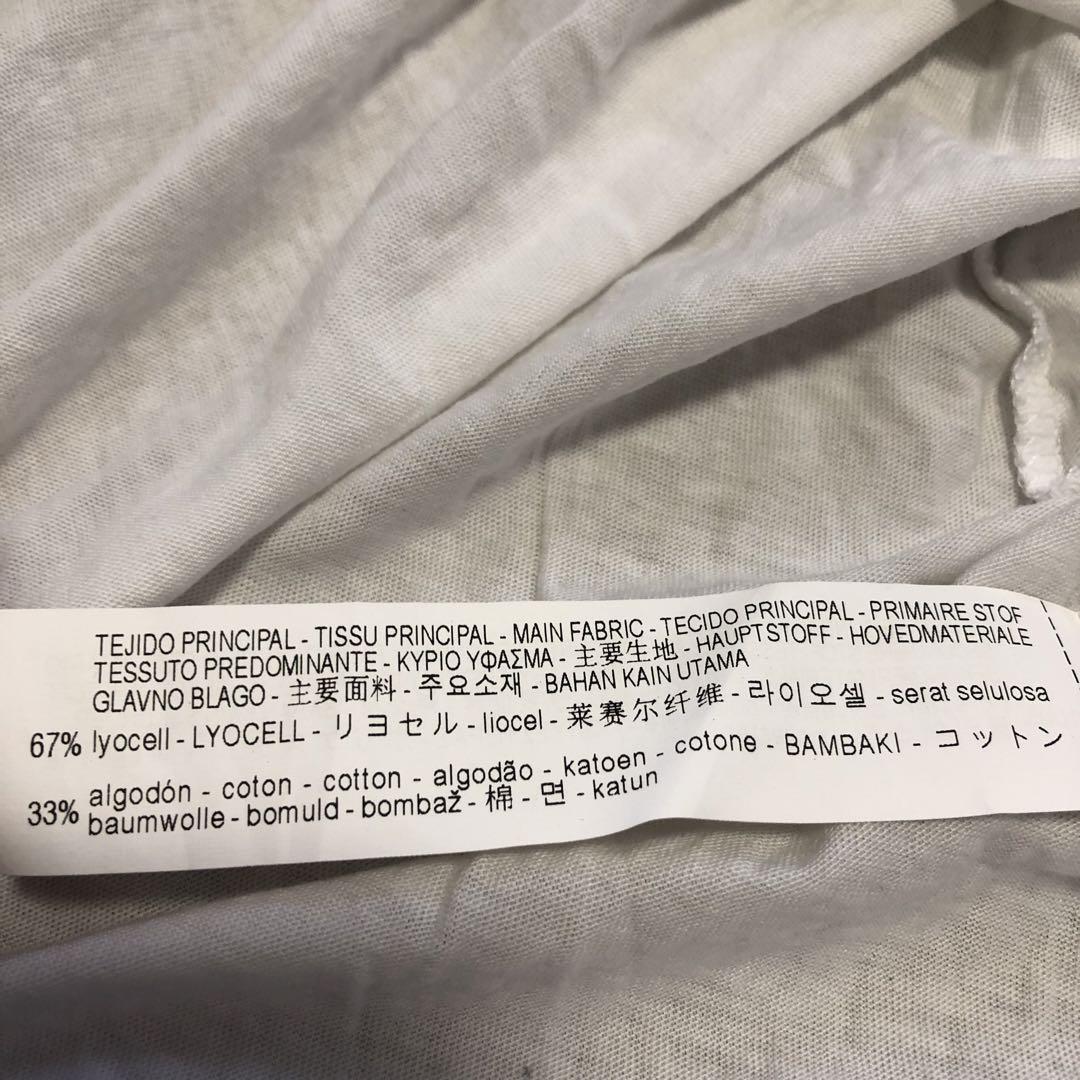 TEJIDO PRINCIPAL - TISSU PRINCIPAL - MAIN FABRIC - TECIDO PRINCIPAL - PRIMAIRE STOF
TESSUTO PREDOMINANTE - ΚΥΡΙΟ ΥΦΑΣΜΑ - 主要生地 - HAUPTSTOFF - HOVEDMATERIALE
GLAVNO BLAGO - 主要面料 - 주요소재 - BAHAN KAIN UTAMA
67% lyocell - LYOCELL - リヨセル - liocel - 莱赛尔纤维 - 라이오셀 - serat selulosa
33% algodón - coton - cotton - algodão - katoen - cotone - BAMBAKI - コットン
baumwolle - bomuld - bombaž - 棉 - 면 - katun